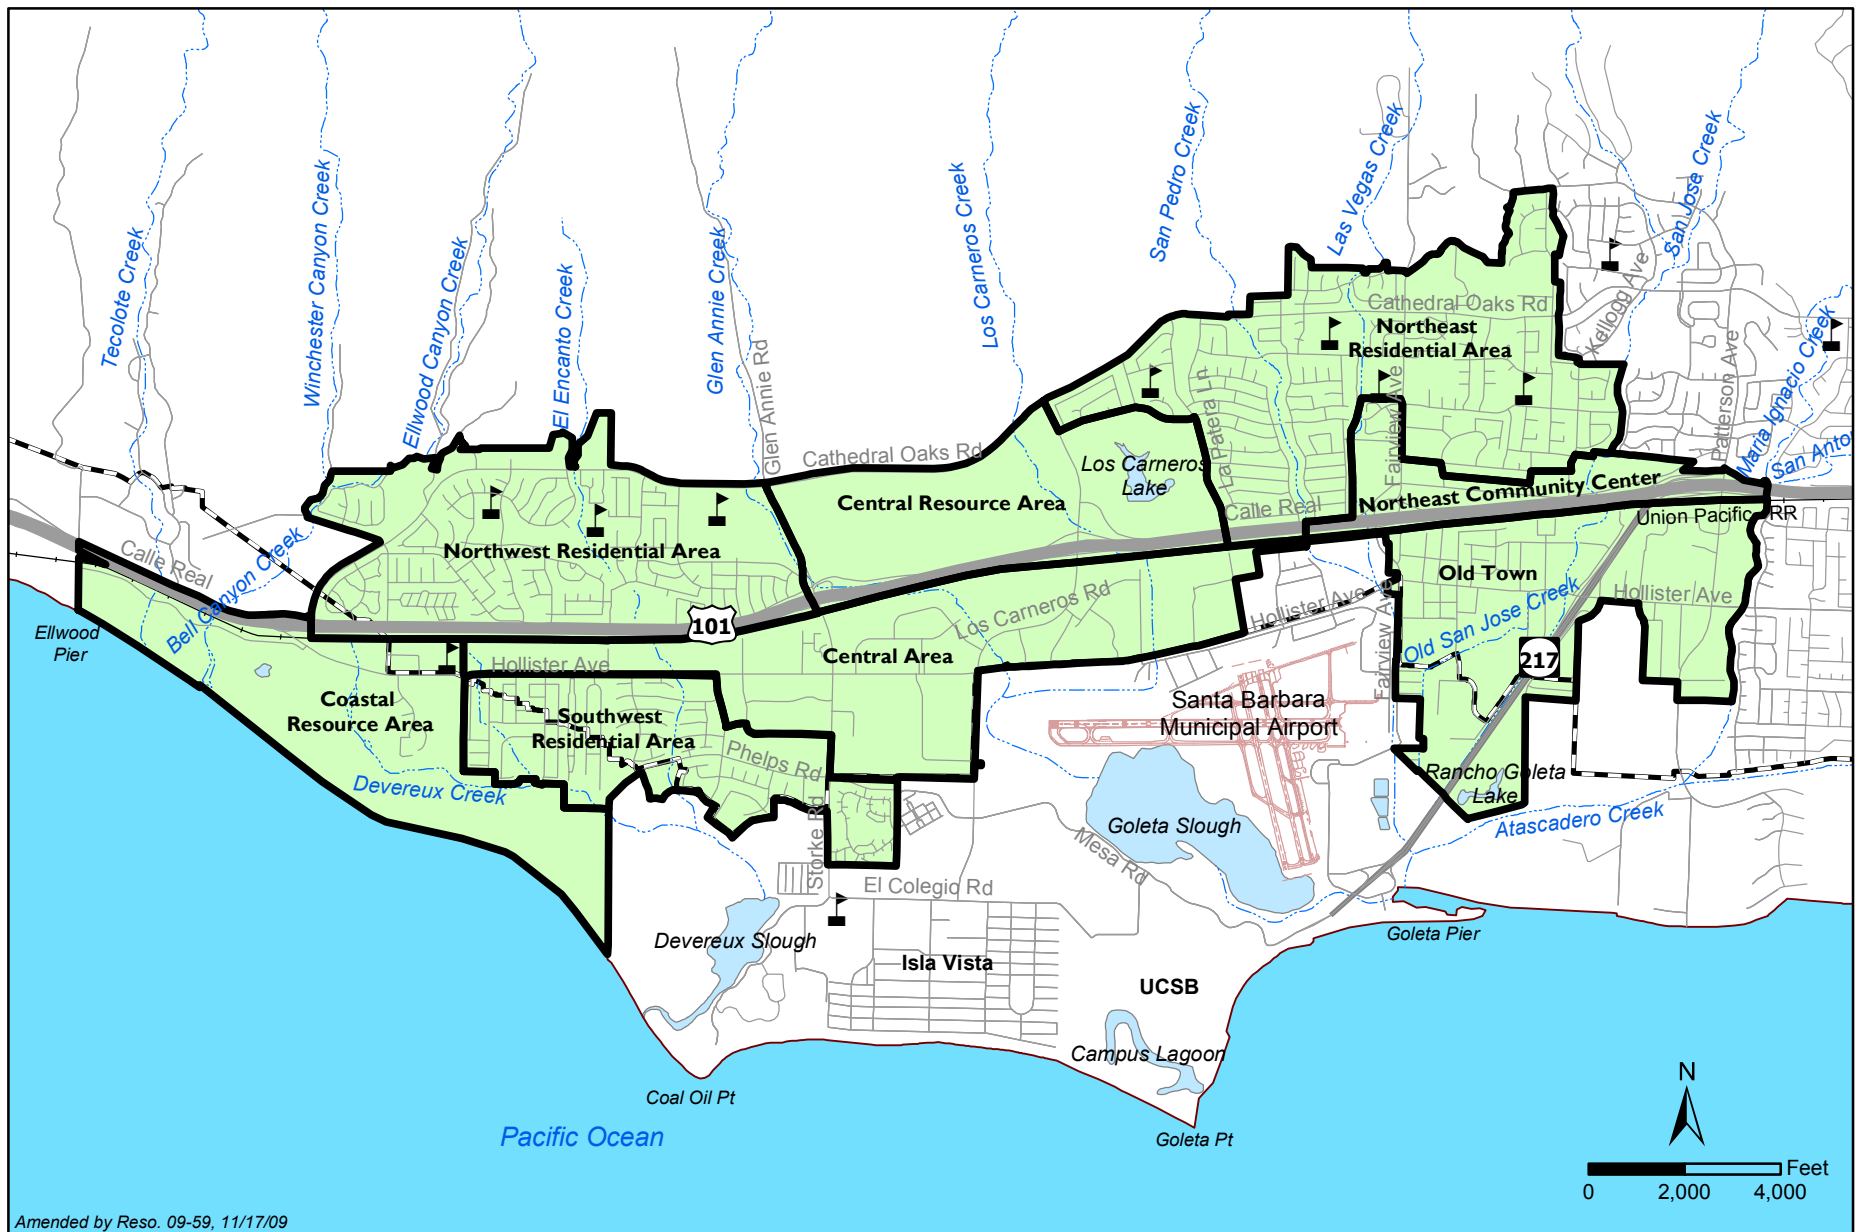 Tecolote Creek
Winchester Canyon Creek
Ellwood Canyon Creek
El Encanto Creek
Glen Annie Creek
Glen Annie Rd
Los Carneros Creek
San Pedro Creek
Las Vegas Creek
San Jose Creek
Kellogg Ave
Patterson Ave
Maria Ignacio Creek
San Anto
Cathedral Oaks Rd
Northeast
Residential Area
Fairview Ave
La Patera Ln
Cathedral Oaks Rd
Los Carneros
Lake
Central Resource Area
Calle Real
Northeast Community Center
Union Pacific RR
Northwest Residential Area
Calle Real
Bell Canyon Creek
Ellwood
Pier
101
Los Carneros Rd
Hollister Ave
Fairview Ave
Old Town
Hollister Ave
Old San Jose Creek
217
Hollister Ave
Central Area
Coastal
Resource Area
Southwest
Residential Area
Phelps Rd
Devereux Creek
Storke Rd
Santa Barbara
Municipal Airport
Rancho Goleta
Lake
Atascadero Creek
Goleta Slough
Mesa Rd
El Colegio Rd
Devereux Slough
Isla Vista
UCSB
Goleta Pier
Campus Lagoon
Coal Oil Pt
Goleta Pt
Pacific Ocean
N
Feet
0 2,000 4,000
Amended by Reso. 09-59, 11/17/09